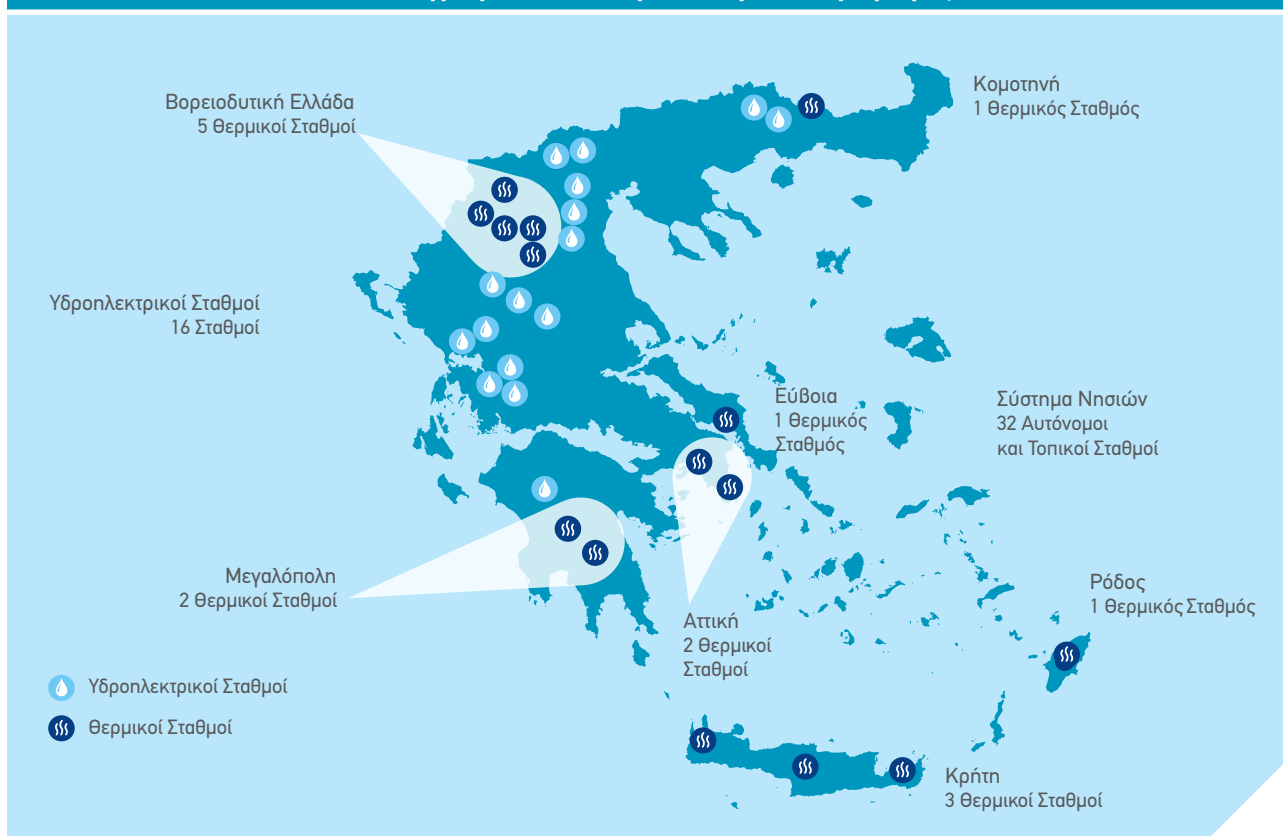 Βορειοδυτική Ελλάδα
5 Θερμικοί Σταθμοί
Κομοτηνή
1 Θερμικός Σταθμός
Υδροηλεκτρικοί Σταθμοί
16 Σταθμοί
Εύβοια
1 Θερμικός
Σταθμός
Σύστημα Νησιών
32 Αυτόνομοι
και Τοπικοί Σταθμοί
Μεγαλόπολη
2 Θερμικοί Σταθμοί
Αττική
2 Θερμικοί
Σταθμοί
Ρόδος
1 Θερμικός Σταθμός
Υδροηλεκτρικοί Σταθμοί
Θερμικοί Σταθμοί
Κρήτη
3 Θερμικοί Σταθμοί